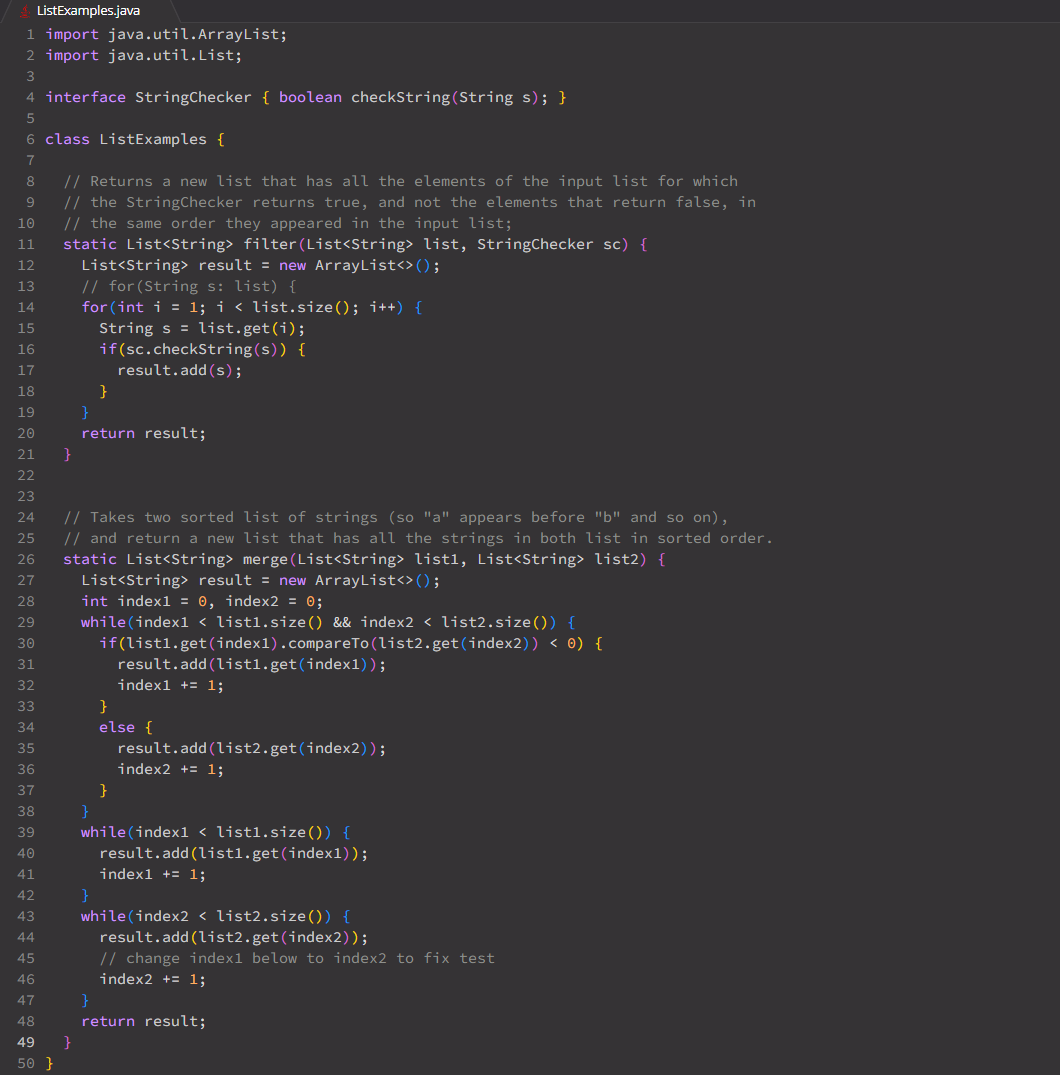 ListExamples.java
1 import java.util.ArrayList;
2 import java.util.List;
3
4 interface StringChecker { boolean checkString(String s); }
5
6 class ListExamples {
7
8   // Returns a new list that has all the elements of the input list for which
9   // the StringChecker returns true, and not the elements that return false, in
10   // the same order they appeared in the input list;
11   static List<String> filter(List<String> list, StringChecker sc) {
12     List<String> result = new ArrayList<>();
13     // for(String s: list) {
14     for(int i = 1; i < list.size(); i++) {
15       String s = list.get(i);
16       if(sc.checkString(s)) {
17         result.add(s);
18       }
19     }
20     return result;
21   }
22
23
24   // Takes two sorted list of strings (so "a" appears before "b" and so on),
25   // and return a new list that has all the strings in both list in sorted order.
26   static List<String> merge(List<String> list1, List<String> list2) {
27     List<String> result = new ArrayList<>();
28     int index1 = 0, index2 = 0;
29     while(index1 < list1.size() && index2 < list2.size()) {
30       if(list1.get(index1).compareTo(list2.get(index2)) < 0) {
31         result.add(list1.get(index1));
32         index1 += 1;
33       }
34       else {
35         result.add(list2.get(index2));
36         index2 += 1;
37       }
38     }
39     while(index1 < list1.size()) {
40       result.add(list1.get(index1));
41       index1 += 1;
42     }
43     while(index2 < list2.size()) {
44       result.add(list2.get(index2));
45       // change index1 below to index2 to fix test
46       index2 += 1;
47     }
48     return result;
49   }
50 }